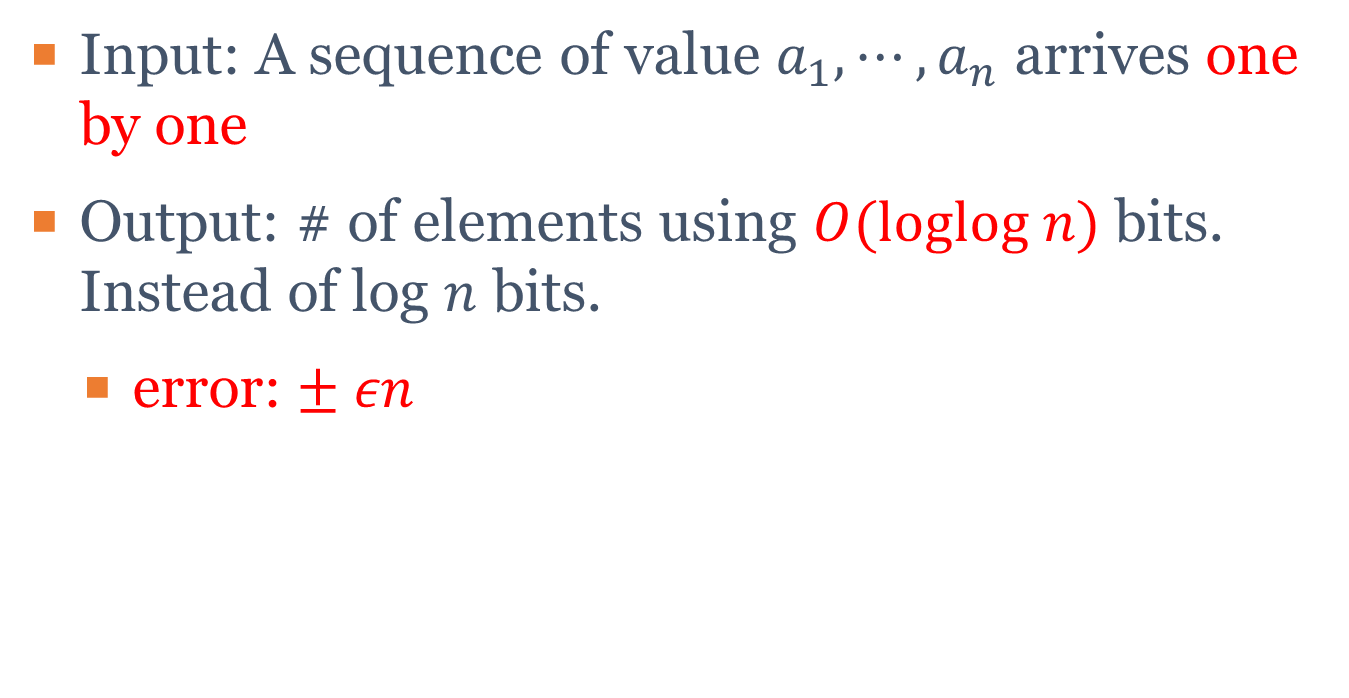 Input: A sequence of value a₁, ⋯ , aₙ arrives one
by one
Output: # of elements using O(loglog n) bits.
Instead of log n bits.
error: ± ϵn